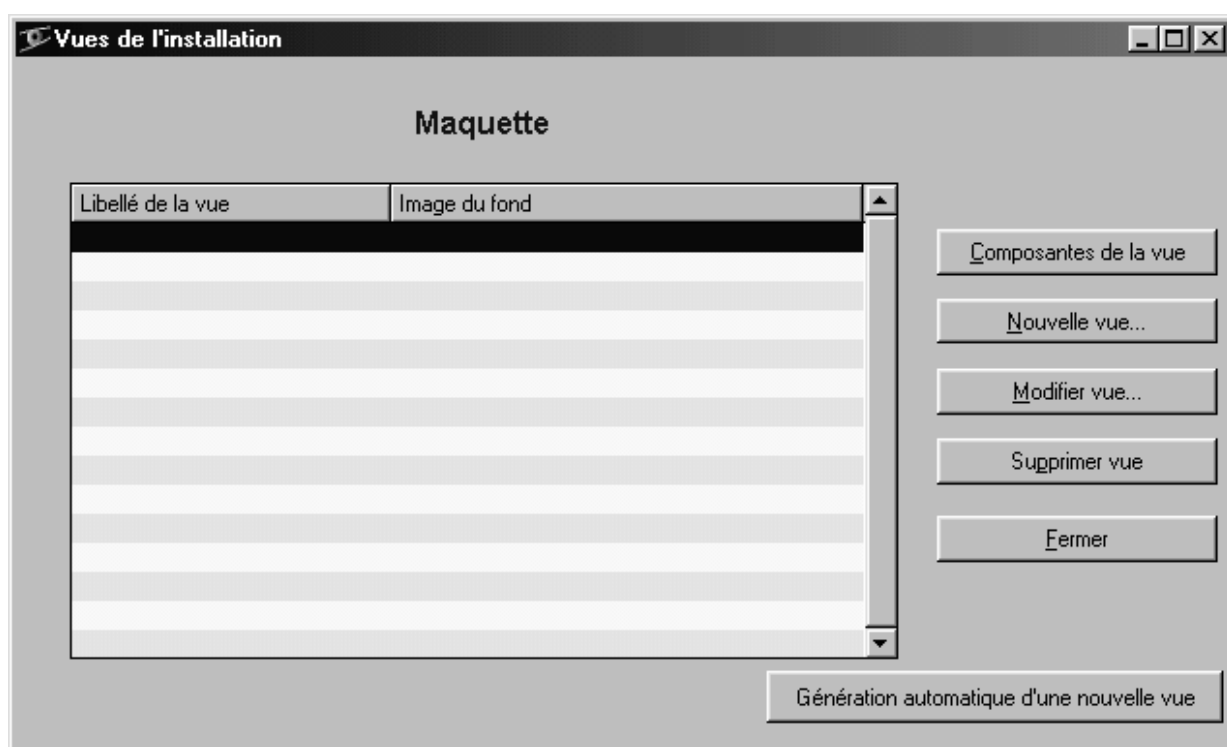 Vues de l'installation
Maquette
Libellé de la vue
Image du fond
Composantes de la vue
Nouvelle vue...
Modifier vue...
Supprimer vue
Fermer
Génération automatique d'une nouvelle vue